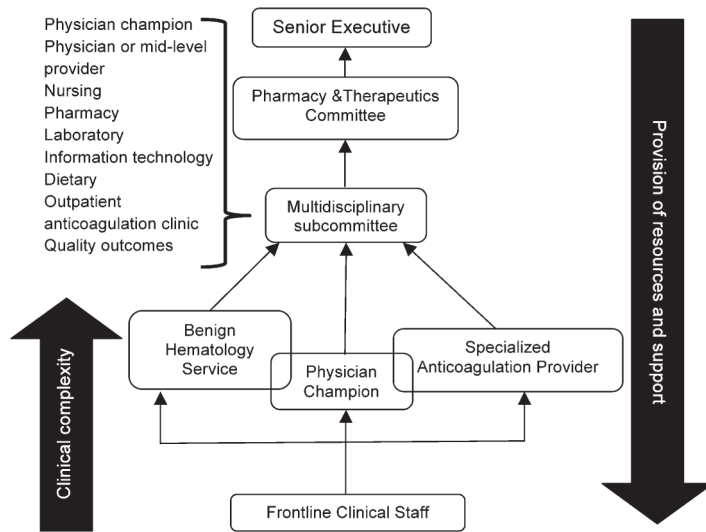 Physician champion
Physician or mid-level
provider
Nursing
Pharmacy
Laboratory
Information technology
Dietary
Outpatient
anticoagulation clinic
Quality outcomes
Senior Executive
Pharmacy &Therapeutics
Committee
Multidisciplinary
subcommittee
Benign
Hematology
Service
Physician
Champion
Specialized
Anticoagulation Provider
Frontline Clinical Staff
Clinical complexity
Provision of resources and support